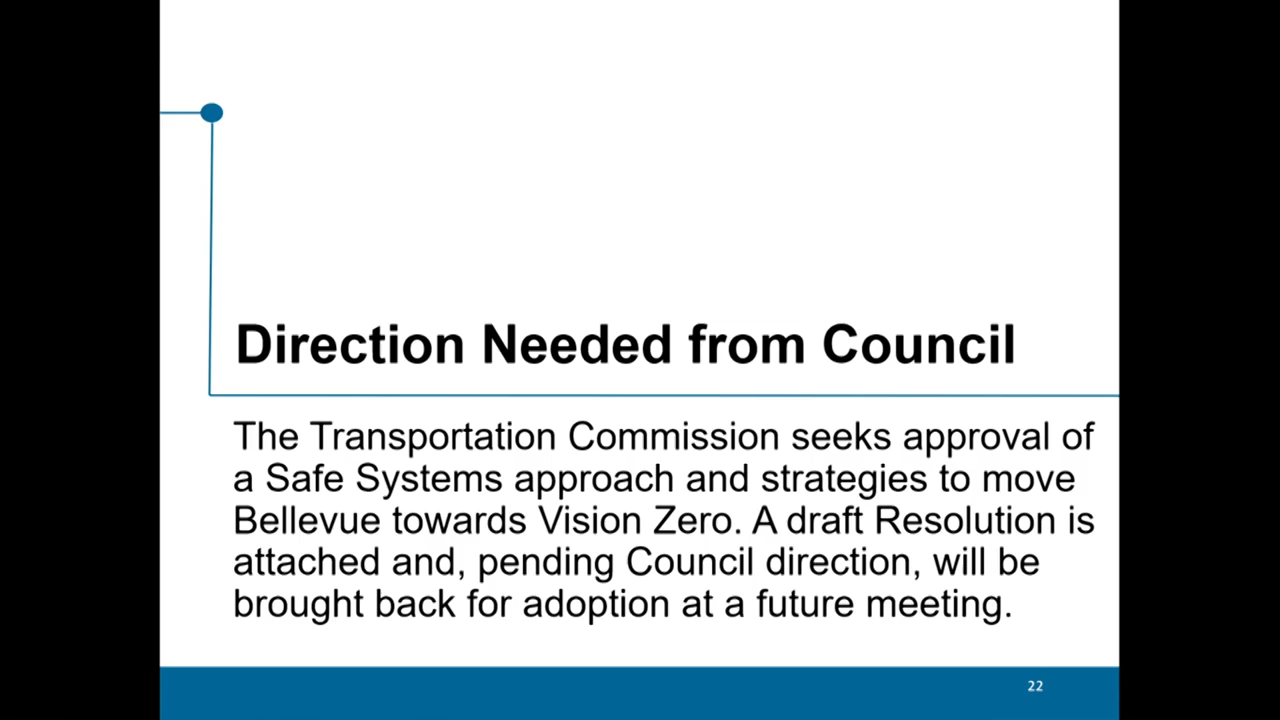 Direction Needed from Council
The Transportation Commission seeks approval of
a Safe Systems approach and strategies to move
Bellevue towards Vision Zero. A draft Resolution is
attached and, pending Council direction, will be
brought back for adoption at a future meeting.
22